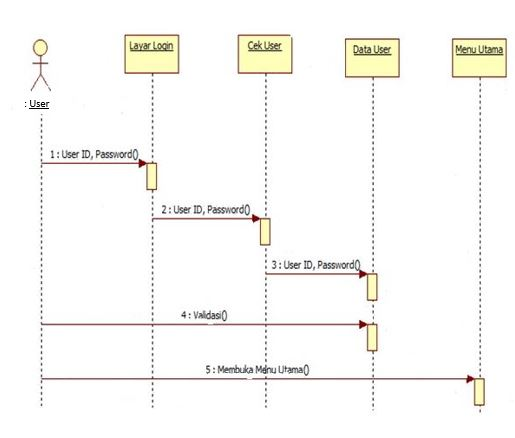 Layar Login
Cek User
Data User
Menu Utama
: User
1 : User ID, Password()
2 : User ID, Password()
3 : User ID, Password()
4 : Validasi()
5 : Membuka Menu Utama()